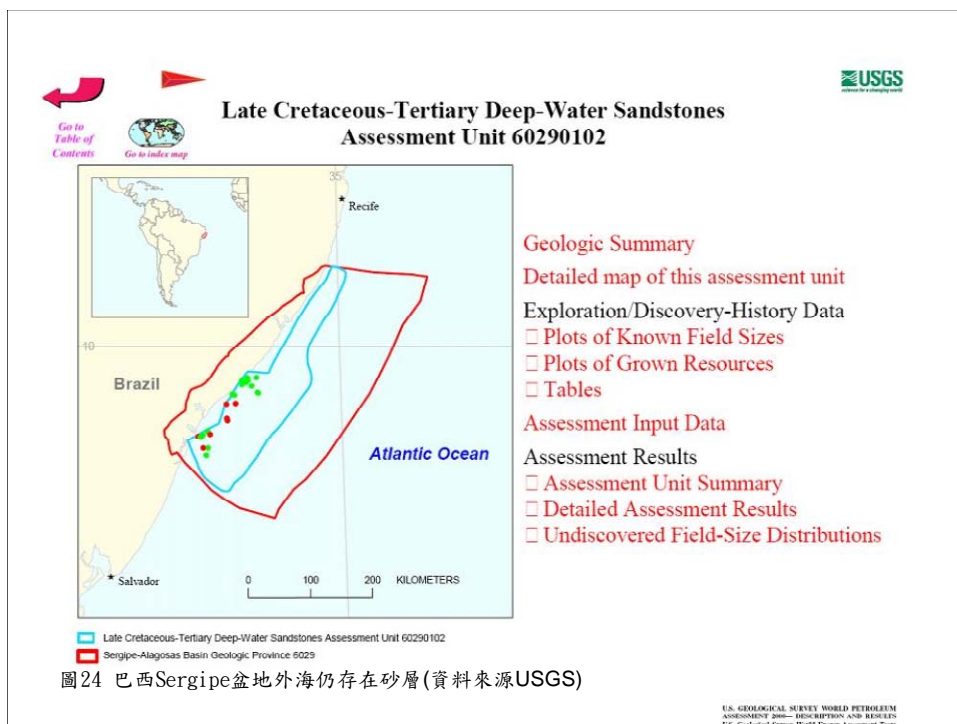 USGS
science for a changing world
Go to
Table of
Contents
Go to index map
Late Cretaceous-Tertiary Deep-Water Sandstones
Assessment Unit 60290102
35
Recife
10
Brazil
Atlantic Ocean
Salvador
0 100 200 KILOMETERS
Geologic Summary
Detailed map of this assessment unit
Exploration/Discovery-History Data
□ Plots of Known Field Sizes
□ Plots of Grown Resources
□ Tables
Assessment Input Data
Assessment Results
□ Assessment Unit Summary
□ Detailed Assessment Results
□ Undiscovered Field-Size Distributions
Late Cretaceous-Tertiary Deep-Water Sandstones Assessment Unit 60290102
Sergipe-Alagosas Basin Geologic Province 6029
圖24 巴西Sergipe盆地外海仍存在砂層(資料來源USGS)
U.S. GEOLOGICAL SURVEY WORLD PETROLEUM
ASSESSMENT 2000— DESCRIPTION AND RESULTS